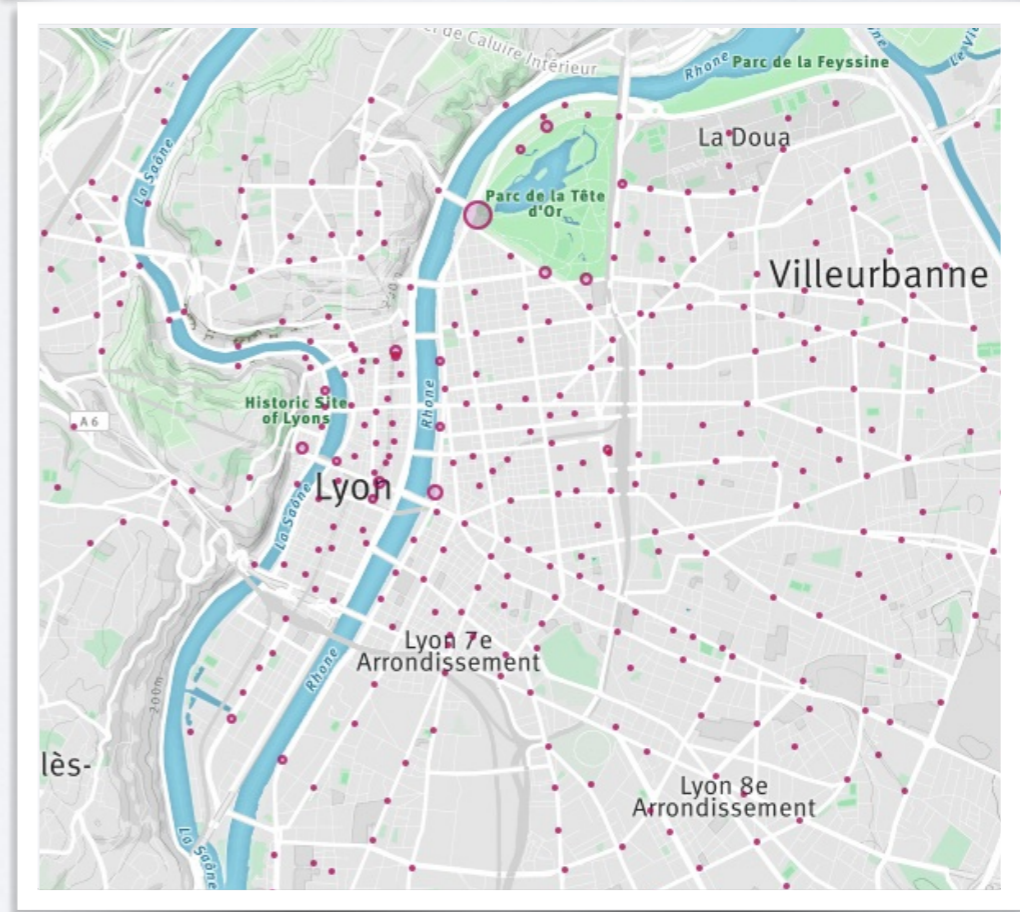 et de Caluire Intérieur
Rhone
Parc de la Feyssine
La Doua
La Saône
Parc de la Tête
d'Or
Villeurbanne
Rhone
Historic Site
of Lyons
A 6
Lyon
La Saône
Lyon 7e
Arrondissement
Rhone
200m
lès-
Lyon 8e
Arrondissement
La Saône